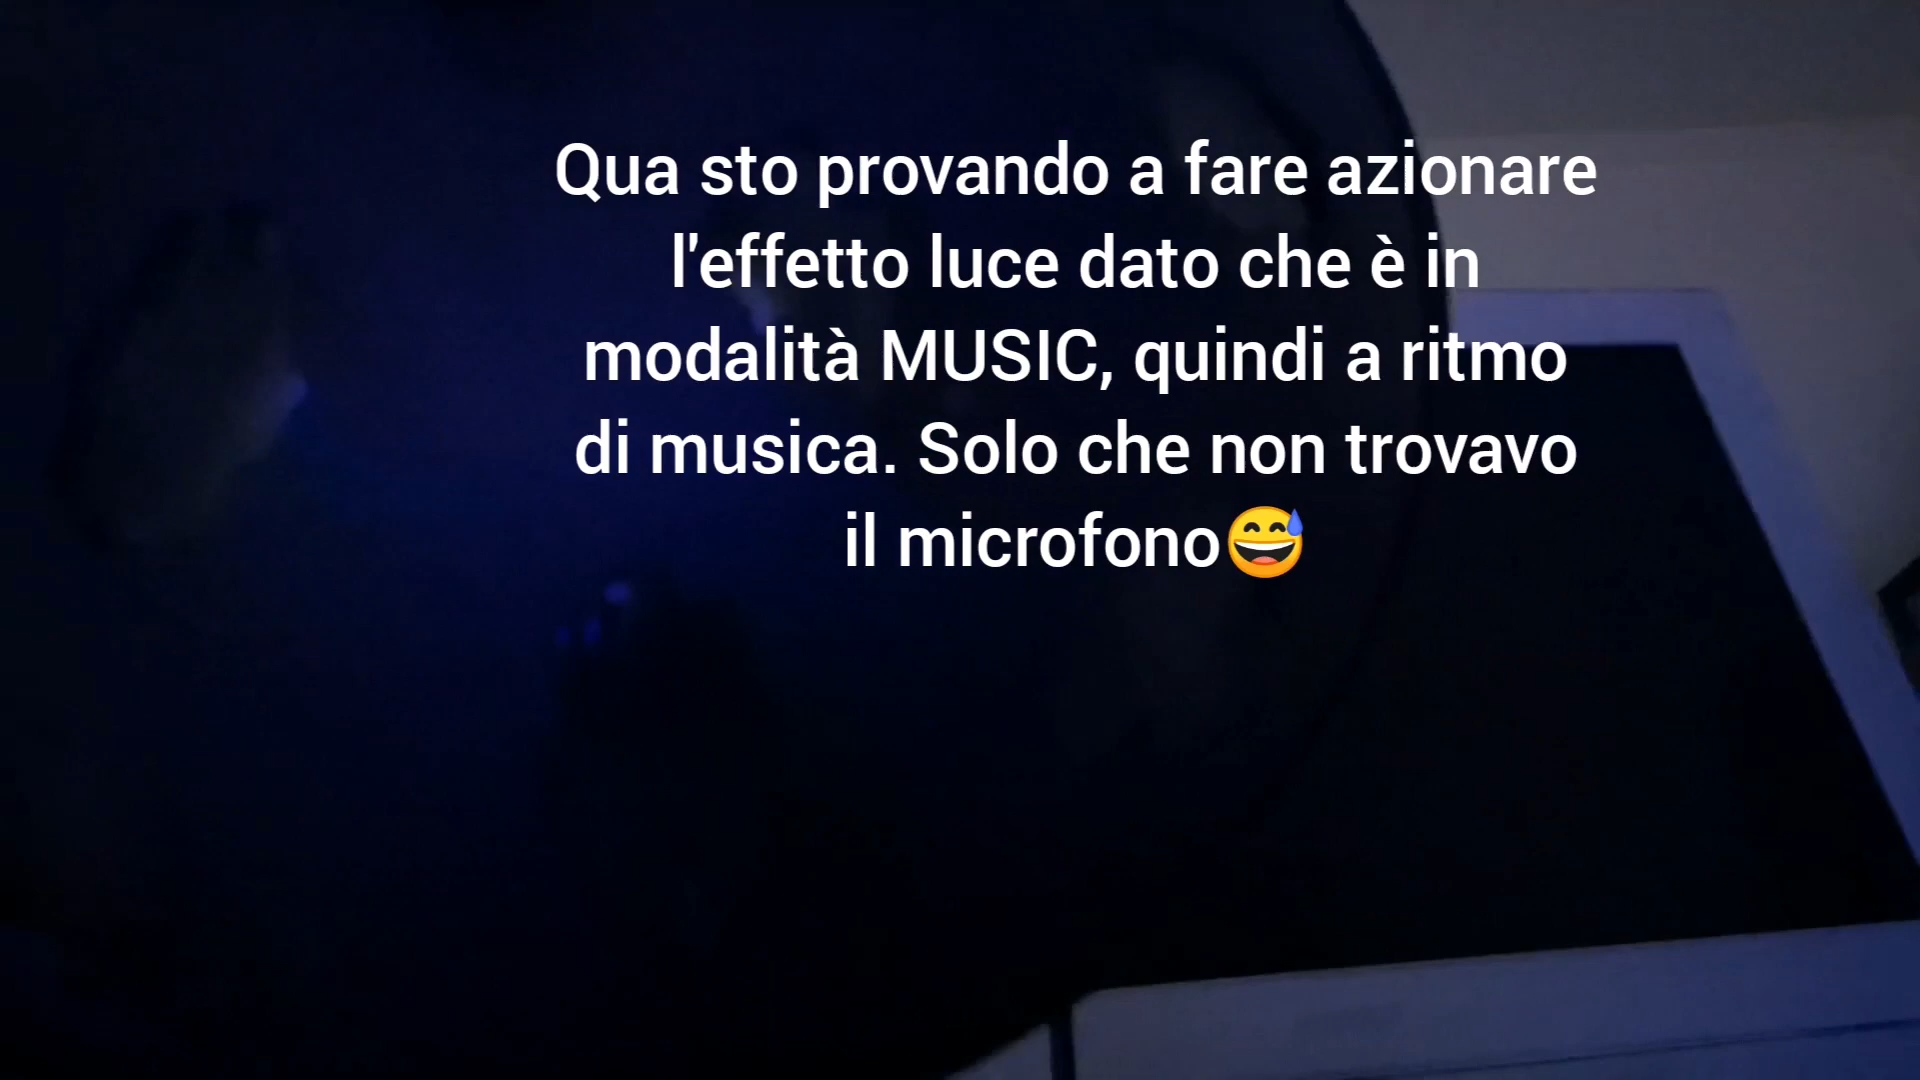 Qua sto provando a fare azionare
l'effetto luce dato che è in
modalità MUSIC, quindi a ritmo
di musica. Solo che non trovavo
il microfono😅